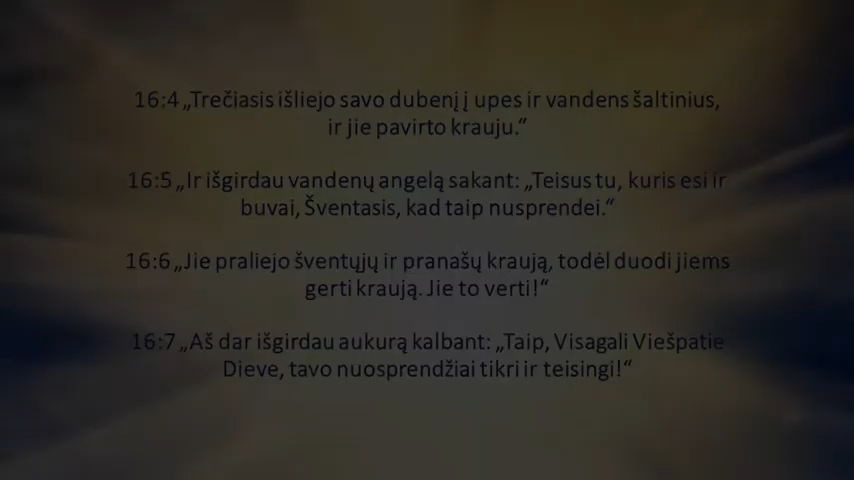 16:4 „Trečiasis išliejo savo dubenį į upes ir vandens šaltinius,
ir jie pavirto krauju.“
16:5 „Ir išgirdau vandenų angelą sakant: „Teisus tu, kuris esi ir
buvai, Šventasis, kad taip nusprendei.“
16:6 „Jie praliejo šventųjų ir pranašų kraują, todėl duodi jiems
gerti kraują. Jie to verti!“
16:7 „Aš dar išgirdau aukurą kalbant: „Taip, Visagali Viešpatie
Dieve, tavo nuosprendžiai tikri ir teisingi!“